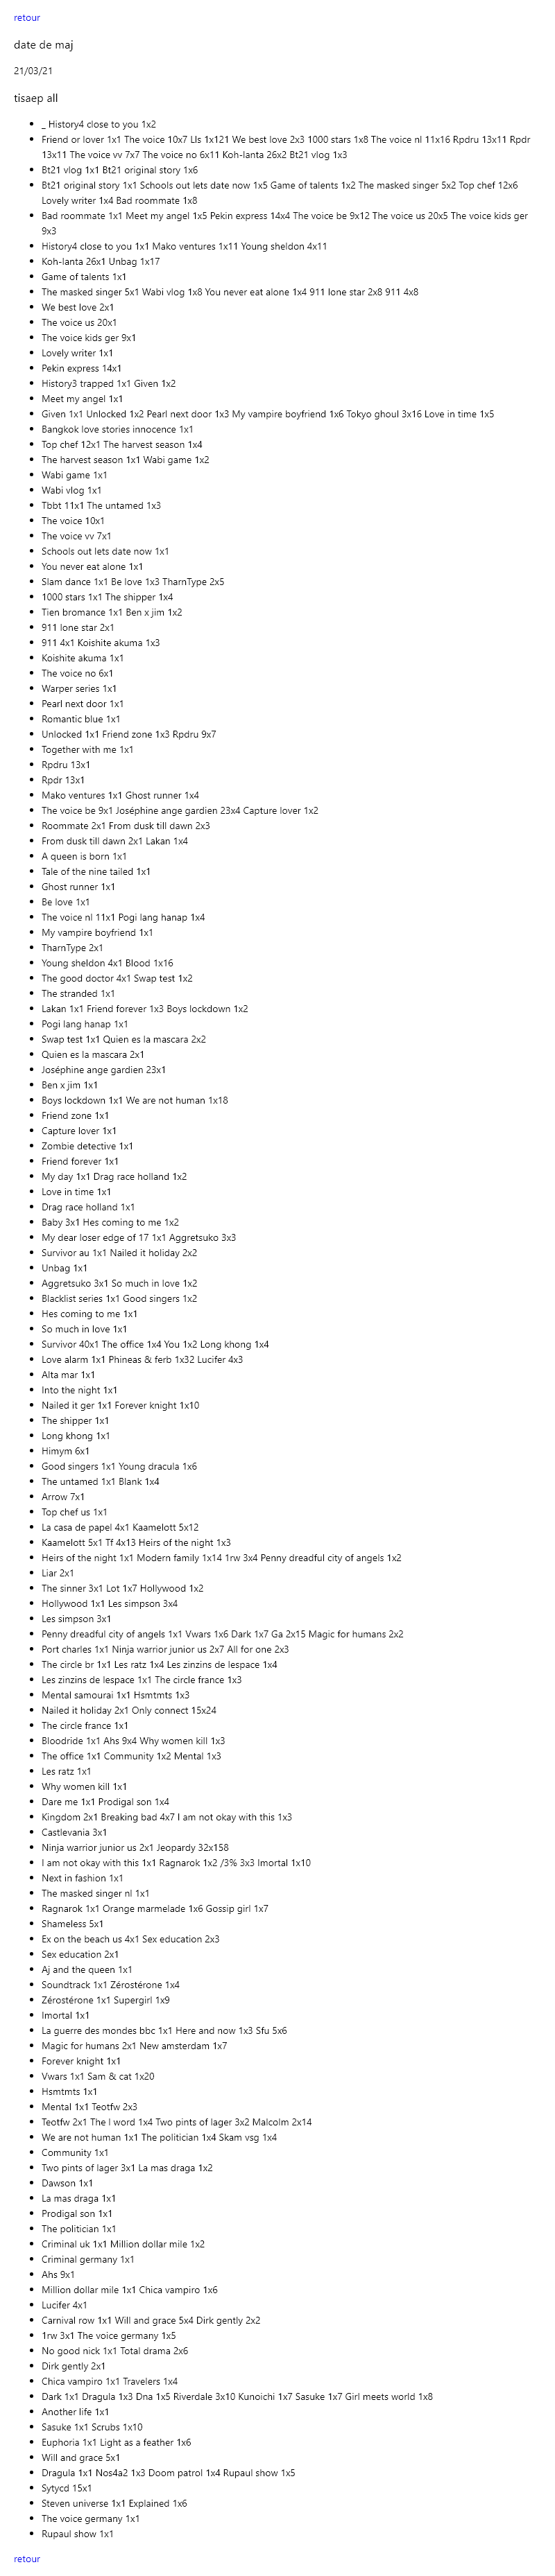 retour
date de maj
21/03/21
tisaep all
_ History4 close to you 1x2
Friend or lover 1x1 The voice 10x7 Lls 1x121 We best love 2x3 1000 stars 1x8 The voice nl 11x16 Rpdru 13x11 Rpdr
13x11 The voice vv 7x7 The voice no 6x11 Koh-lanta 26x2 Bt21 vlog 1x3
Bt21 vlog 1x1 Bt21 original story 1x6
Bt21 original story 1x1 Schools out lets date now 1x5 Game of talents 1x2 The masked singer 5x2 Top chef 12x6
Lovely writer 1x4 Bad roommate 1x8
Bad roommate 1x1 Meet my angel 1x5 Pekin express 14x4 The voice be 9x12 The voice us 20x5 The voice kids ger
9x3
History4 close to you 1x1 Mako ventures 1x11 Young sheldon 4x11
Koh-lanta 26x1 Unbag 1x17
Game of talents 1x1
The masked singer 5x1 Wabi vlog 1x8 You never eat alone 1x4 911 lone star 2x8 911 4x8
We best love 2x1
The voice us 20x1
The voice kids ger 9x1
Lovely writer 1x1
Pekin express 14x1
History3 trapped 1x1 Given 1x2
Meet my angel 1x1
Given 1x1 Unlocked 1x2 Pearl next door 1x3 My vampire boyfriend 1x6 Tokyo ghoul 3x16 Love in time 1x5
Bangkok love stories innocence 1x1
Top chef 12x1 The harvest season 1x4
The harvest season 1x1 Wabi game 1x2
Wabi game 1x1
Wabi vlog 1x1
Tbbt 11x1 The untamed 1x3
The voice 10x1
The voice vv 7x1
Schools out lets date now 1x1
You never eat alone 1x1
Slam dance 1x1 Be love 1x3 TharnType 2x5
1000 stars 1x1 The shipper 1x4
Tien bromance 1x1 Ben x jim 1x2
911 lone star 2x1
911 4x1 Koishite akuma 1x3
Koishite akuma 1x1
The voice no 6x1
Warper series 1x1
Pearl next door 1x1
Romantic blue 1x1
Unlocked 1x1 Friend zone 1x3 Rpdru 9x7
Together with me 1x1
Rpdru 13x1
Rpdr 13x1
Mako ventures 1x1 Ghost runner 1x4
The voice be 9x1 Joséphine ange gardien 23x4 Capture lover 1x2
Roommate 2x1 From dusk till dawn 2x3
From dusk till dawn 2x1 Lakan 1x4
A queen is born 1x1
Tale of the nine tailed 1x1
Ghost runner 1x1
Be love 1x1
The voice nl 11x1 Pogi lang hanap 1x4
My vampire boyfriend 1x1
TharnType 2x1
Young sheldon 4x1 Blood 1x16
The good doctor 4x1 Swap test 1x2
The stranded 1x1
Lakan 1x1 Friend forever 1x3 Boys lockdown 1x2
Pogi lang hanap 1x1
Swap test 1x1 Quien es la mascara 2x2
Quien es la mascara 2x1
Joséphine ange gardien 23x1
Ben x jim 1x1
Boys lockdown 1x1 We are not human 1x18
Friend zone 1x1
Capture lover 1x1
Zombie detective 1x1
Friend forever 1x1
My day 1x1 Drag race holland 1x2
Love in time 1x1
Drag race holland 1x1
Baby 3x1 Hes coming to me 1x2
My dear loser edge of 17 1x1 Aggretsuko 3x3
Survivor au 1x1 Nailed it holiday 2x2
Unbag 1x1
Aggretsuko 3x1 So much in love 1x2
Blacklist series 1x1 Good singers 1x2
Hes coming to me 1x1
So much in love 1x1
Survivor 40x1 The office 1x4 You 1x2 Long khong 1x4
Love alarm 1x1 Phineas & ferb 1x32 Lucifer 4x3
Alta mar 1x1
Into the night 1x1
Nailed it ger 1x1 Forever knight 1x10
The shipper 1x1
Long khong 1x1
Himym 6x1
Good singers 1x1 Young dracula 1x6
The untamed 1x1 Blank 1x4
Arrow 7x1
Top chef us 1x1
La casa de papel 4x1 Kaamelott 5x12
Kaamelott 5x1 Tf 4x13 Heirs of the night 1x3
Heirs of the night 1x1 Modern family 1x14 1rw 3x4 Penny dreadful city of angels 1x2
Liar 2x1
The sinner 3x1 Lot 1x7 Hollywood 1x2
Hollywood 1x1 Les simpson 3x4
Les simpson 3x1
Penny dreadful city of angels 1x1 Vwars 1x6 Dark 1x7 Ga 2x15 Magic for humans 2x2
Port charles 1x1 Ninja warrior junior us 2x7 All for one 2x3
The circle br 1x1 Les ratz 1x4 Les zinzins de lespace 1x4
Les zinzins de lespace 1x1 The circle france 1x3
Mental samourai 1x1 Hsmtmts 1x3
Nailed it holiday 2x1 Only connect 15x24
The circle france 1x1
Bloodride 1x1 Ahs 9x4 Why women kill 1x3
The office 1x1 Community 1x2 Mental 1x3
Les ratz 1x1
Why women kill 1x1
Dare me 1x1 Prodigal son 1x4
Kingdom 2x1 Breaking bad 4x7 I am not okay with this 1x3
Castlevania 3x1
Ninja warrior junior us 2x1 Jeopardy 32x158
I am not okay with this 1x1 Ragnarok 1x2 /3% 3x3 Imortal 1x10
Next in fashion 1x1
The masked singer nl 1x1
Ragnarok 1x1 Orange marmelade 1x6 Gossip girl 1x7
Shameless 5x1
Ex on the beach us 4x1 Sex education 2x3
Sex education 2x1
Aj and the queen 1x1
Soundtrack 1x1 Zérostérone 1x4
Zérostérone 1x1 Supergirl 1x9
Imortal 1x1
La guerre des mondes bbc 1x1 Here and now 1x3 Sfu 5x6
Magic for humans 2x1 New amsterdam 1x7
Forever knight 1x1
Vwars 1x1 Sam & cat 1x20
Hsmtmts 1x1
Mental 1x1 Teotfw 2x3
Teotfw 2x1 The l word 1x4 Two pints of lager 3x2 Malcolm 2x14
We are not human 1x1 The politician 1x4 Skam vsg 1x4
Community 1x1
Two pints of lager 3x1 La mas draga 1x2
Dawson 1x1
La mas draga 1x1
Prodigal son 1x1
The politician 1x1
Criminal uk 1x1 Million dollar mile 1x2
Criminal germany 1x1
Ahs 9x1
Million dollar mile 1x1 Chica vampiro 1x6
Lucifer 4x1
Carnival row 1x1 Will and grace 5x4 Dirk gently 2x2
1rw 3x1 The voice germany 1x5
No good nick 1x1 Total drama 2x6
Dirk gently 2x1
Chica vampiro 1x1 Travelers 1x4
Dark 1x1 Dragula 1x3 Dna 1x5 Riverdale 3x10 Kunoichi 1x7 Sasuke 1x7 Girl meets world 1x8
Another life 1x1
Sasuke 1x1 Scrubs 1x10
Euphoria 1x1 Light as a feather 1x6
Will and grace 5x1
Dragula 1x1 Nos4a2 1x3 Doom patrol 1x4 Rupaul show 1x5
Sytycd 15x1
Steven universe 1x1 Explained 1x6
The voice germany 1x1
Rupaul show 1x1
retour